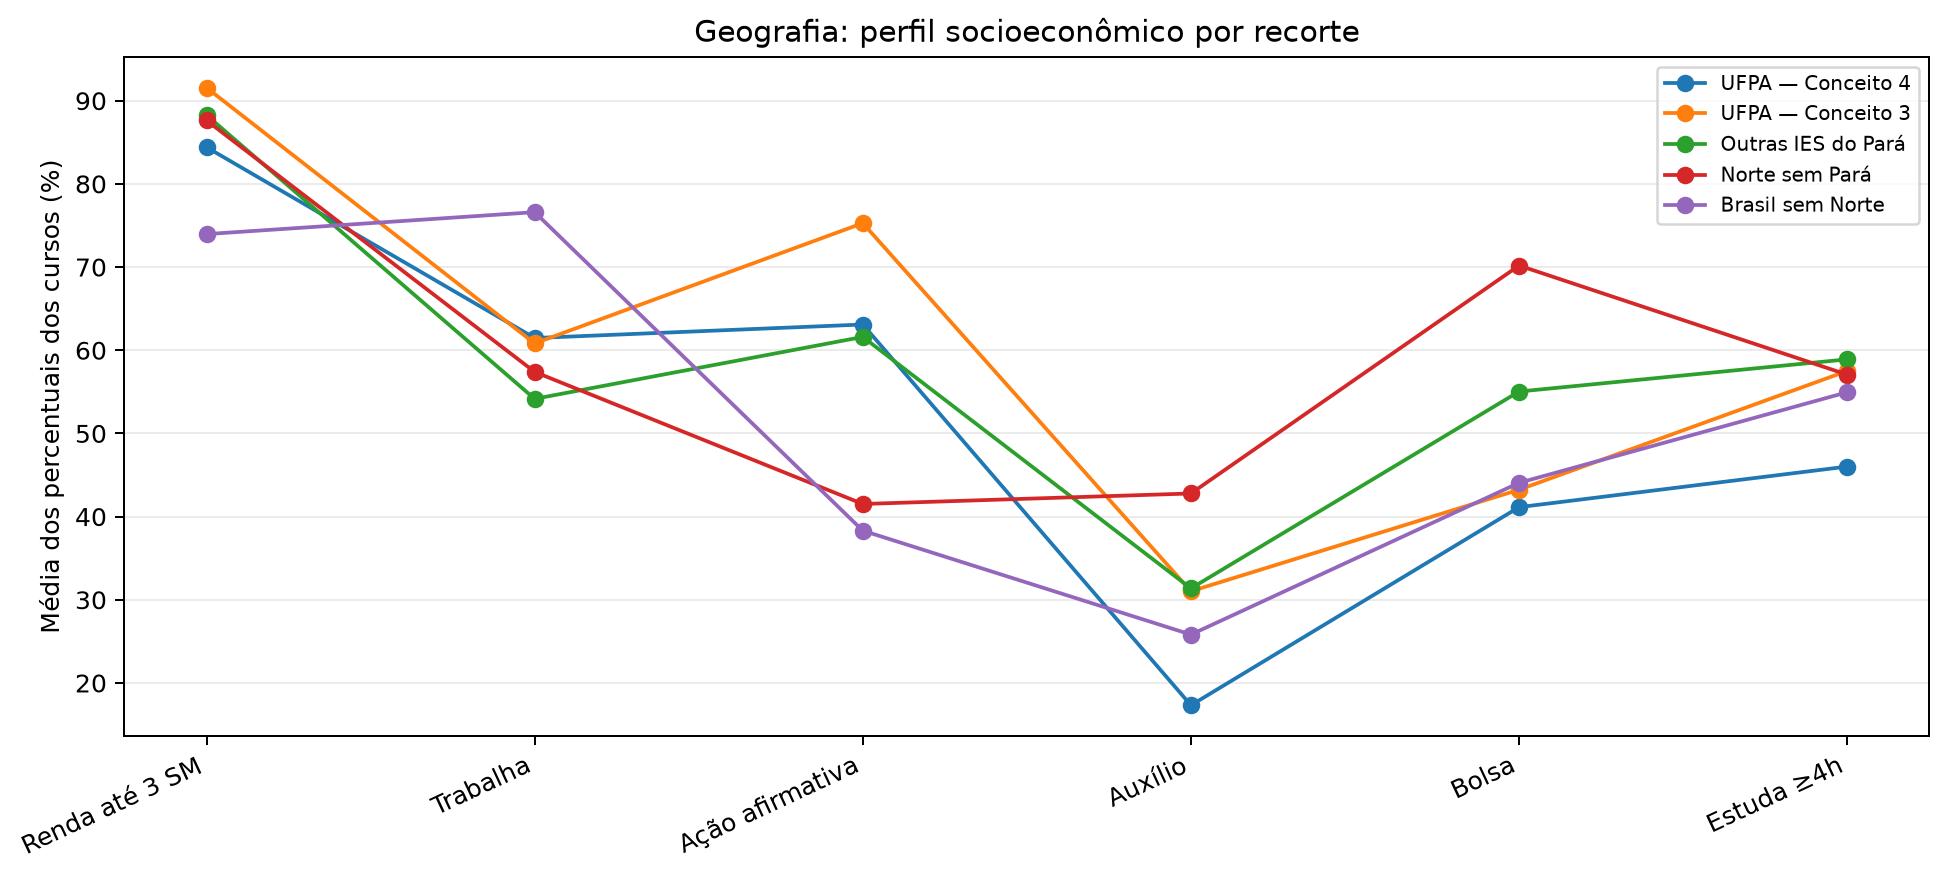 Geografia: perfil socioeconômico por recorte
Média dos percentuais dos cursos (%)
90
80
70
60
50
40
30
20
UFPA — Conceito 4
UFPA — Conceito 3
Outras IES do Pará
Norte sem Pará
Brasil sem Norte
Renda até 3 SM
Trabalha
Ação afirmativa
Auxílio
Bolsa
Estuda ≥4h